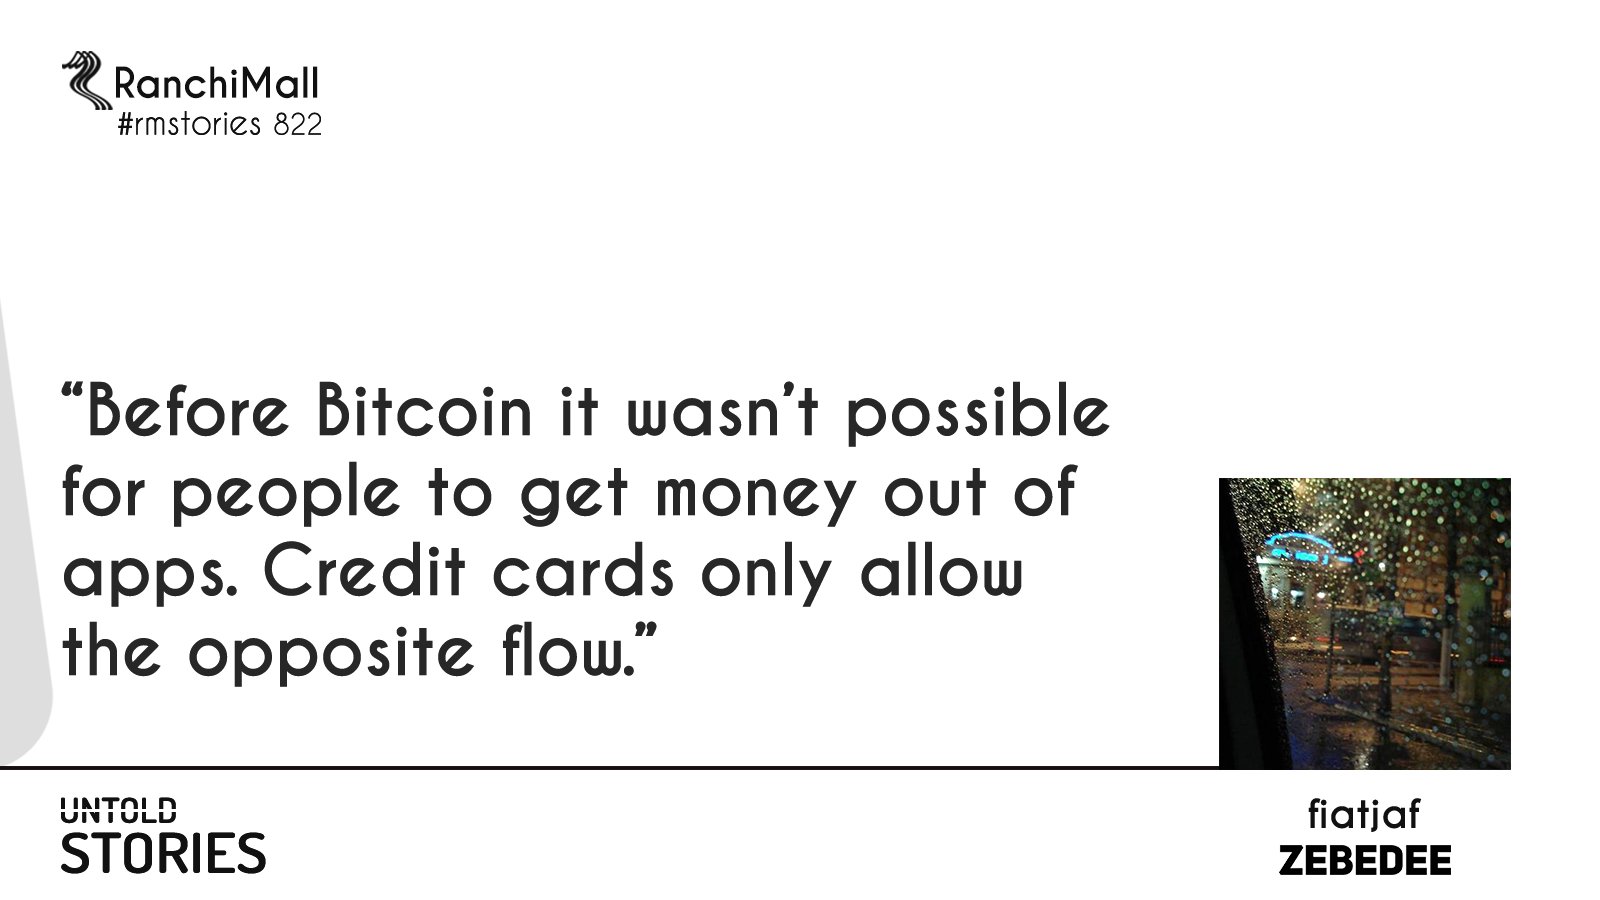 RanchiMall
#rmstories 822
“Before Bitcoin it wasn’t possible
for people to get money out of
apps. Credit cards only allow
the opposite flow.”
UNTOLD
STORIES
fiatjaf
ZEBEDEE